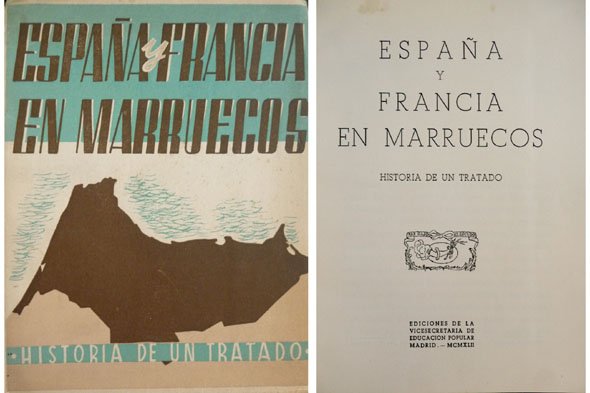 ESPAÑA y FRANCIA
EN MARRUECOS
·HISTORIA DE UN TRATADO·
ESPAÑA
Y
FRANCIA
EN MARRUECOS
HISTORIA DE UN TRATADO
EDICIONES DE LA
VICESECRETARIA DE
EDUCACION POPULAR
MADRID.—MCMXLII